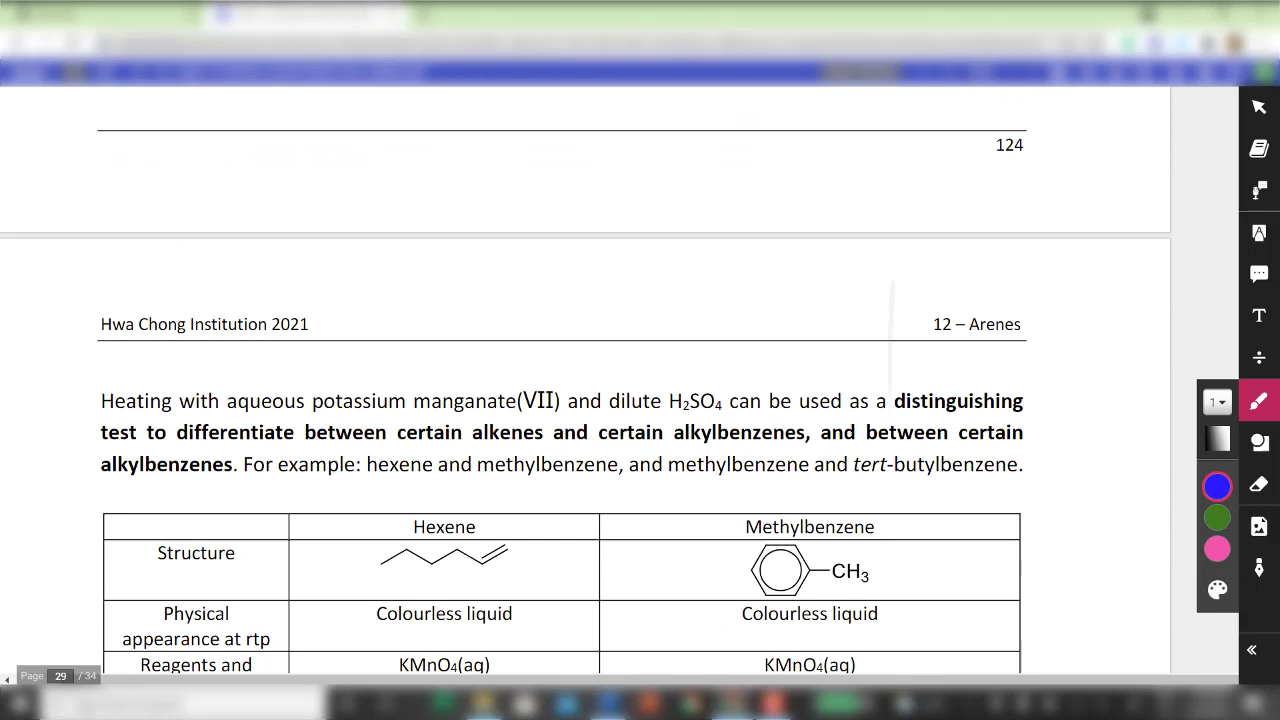 124
Hwa Chong Institution 2021
12 – Arenes
Heating with aqueous potassium manganate(VII) and dilute H₂SO₄ can be used as a distinguishing
test to differentiate between certain alkenes and certain alkylbenzenes, and between certain
alkylbenzenes. For example: hexene and methylbenzene, and methylbenzene and tert-butylbenzene.
Hexene
Methylbenzene
Structure
CH₃
Physical
appearance at rtp
Colourless liquid
Colourless liquid
Reagents and
KMnO₄(aq)
KMnO₄(aq)
Page 29 / 34
1
T